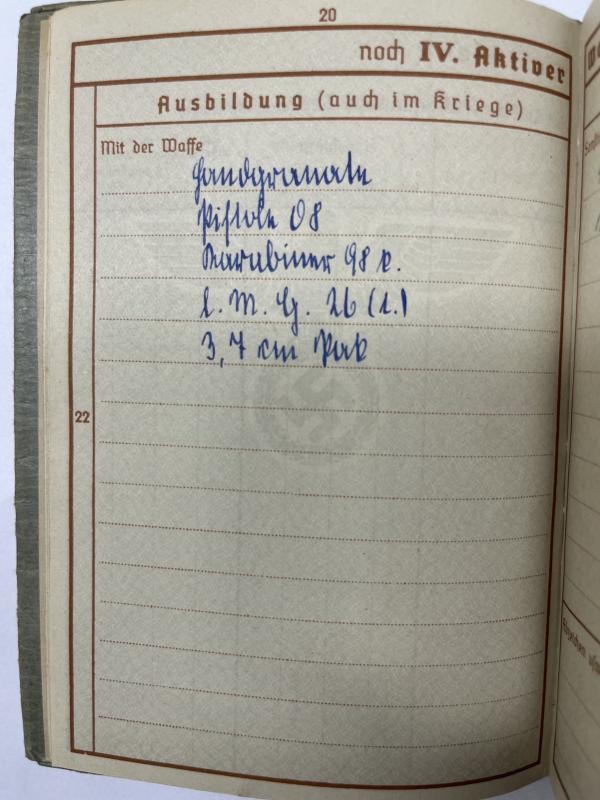 20
noch IV. Aktiver
Ausbildung (auch im Kriege)
Mit der Waffe
Handgranate
Pistole 08
Karabiner 98 k.
l. M. G. 26 (t.)
3,7 cm Pak
22